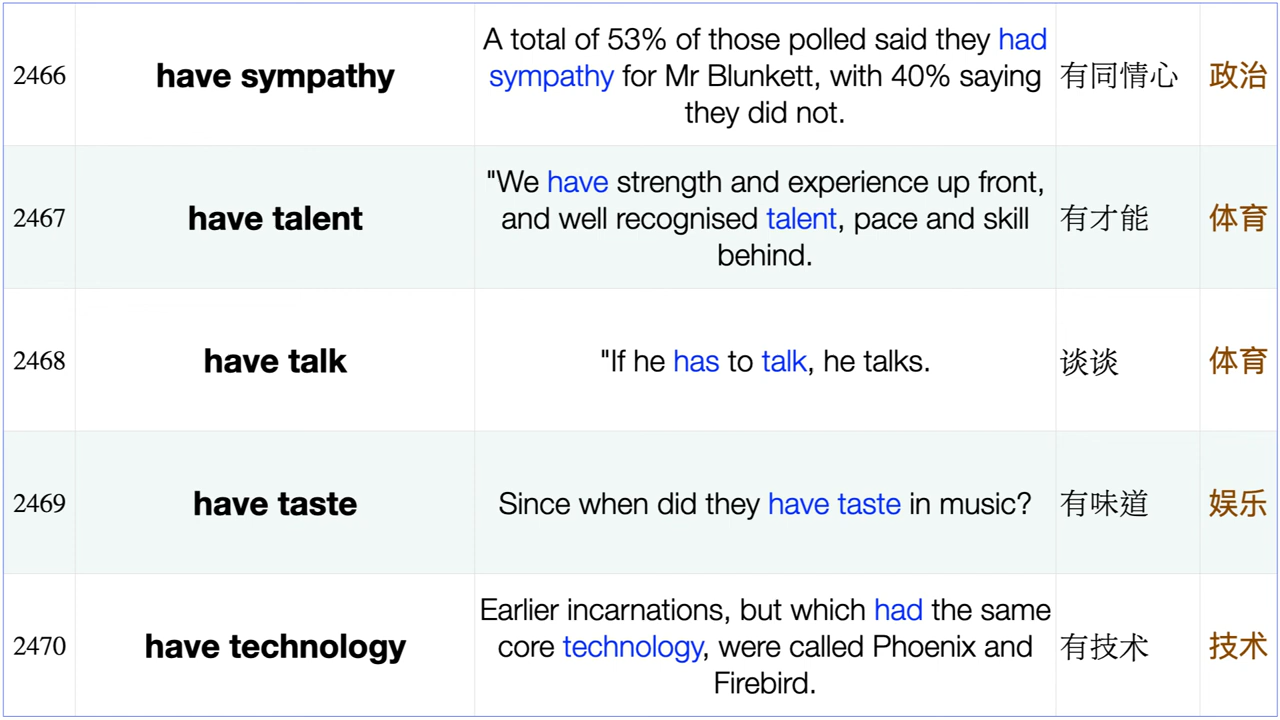 2466
have sympathy
A total of 53% of those polled said they had
sympathy for Mr Blunkett, with 40% saying
they did not.
有同情心
政治
2467
have talent
"We have strength and experience up front,
and well recognised talent, pace and skill
behind.
有才能
体育
2468
have talk
"If he has to talk, he talks.
谈谈
体育
2469
have taste
Since when did they have taste in music?
有味道
娱乐
2470
have technology
Earlier incarnations, but which had the same
core technology, were called Phoenix and
Firebird.
有技术
技术